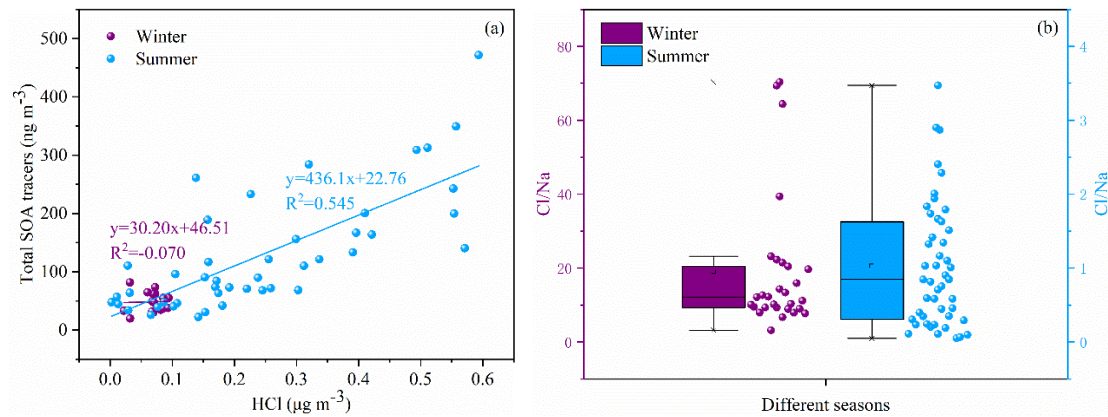 (a)
Winter
Summer
500
400
300
200
100
0
Total SOA tracers (ng m⁻³)
y=436.1x+22.76
R²=0.545
y=30.20x+46.51
R²=-0.070
0.0 0.1 0.2 0.3 0.4 0.5 0.6
HCl (μg m⁻³)
(b)
Winter
Summer
80
60
40
20
0
Cl/Na
4
3
2
1
0
Cl/Na
Different seasons